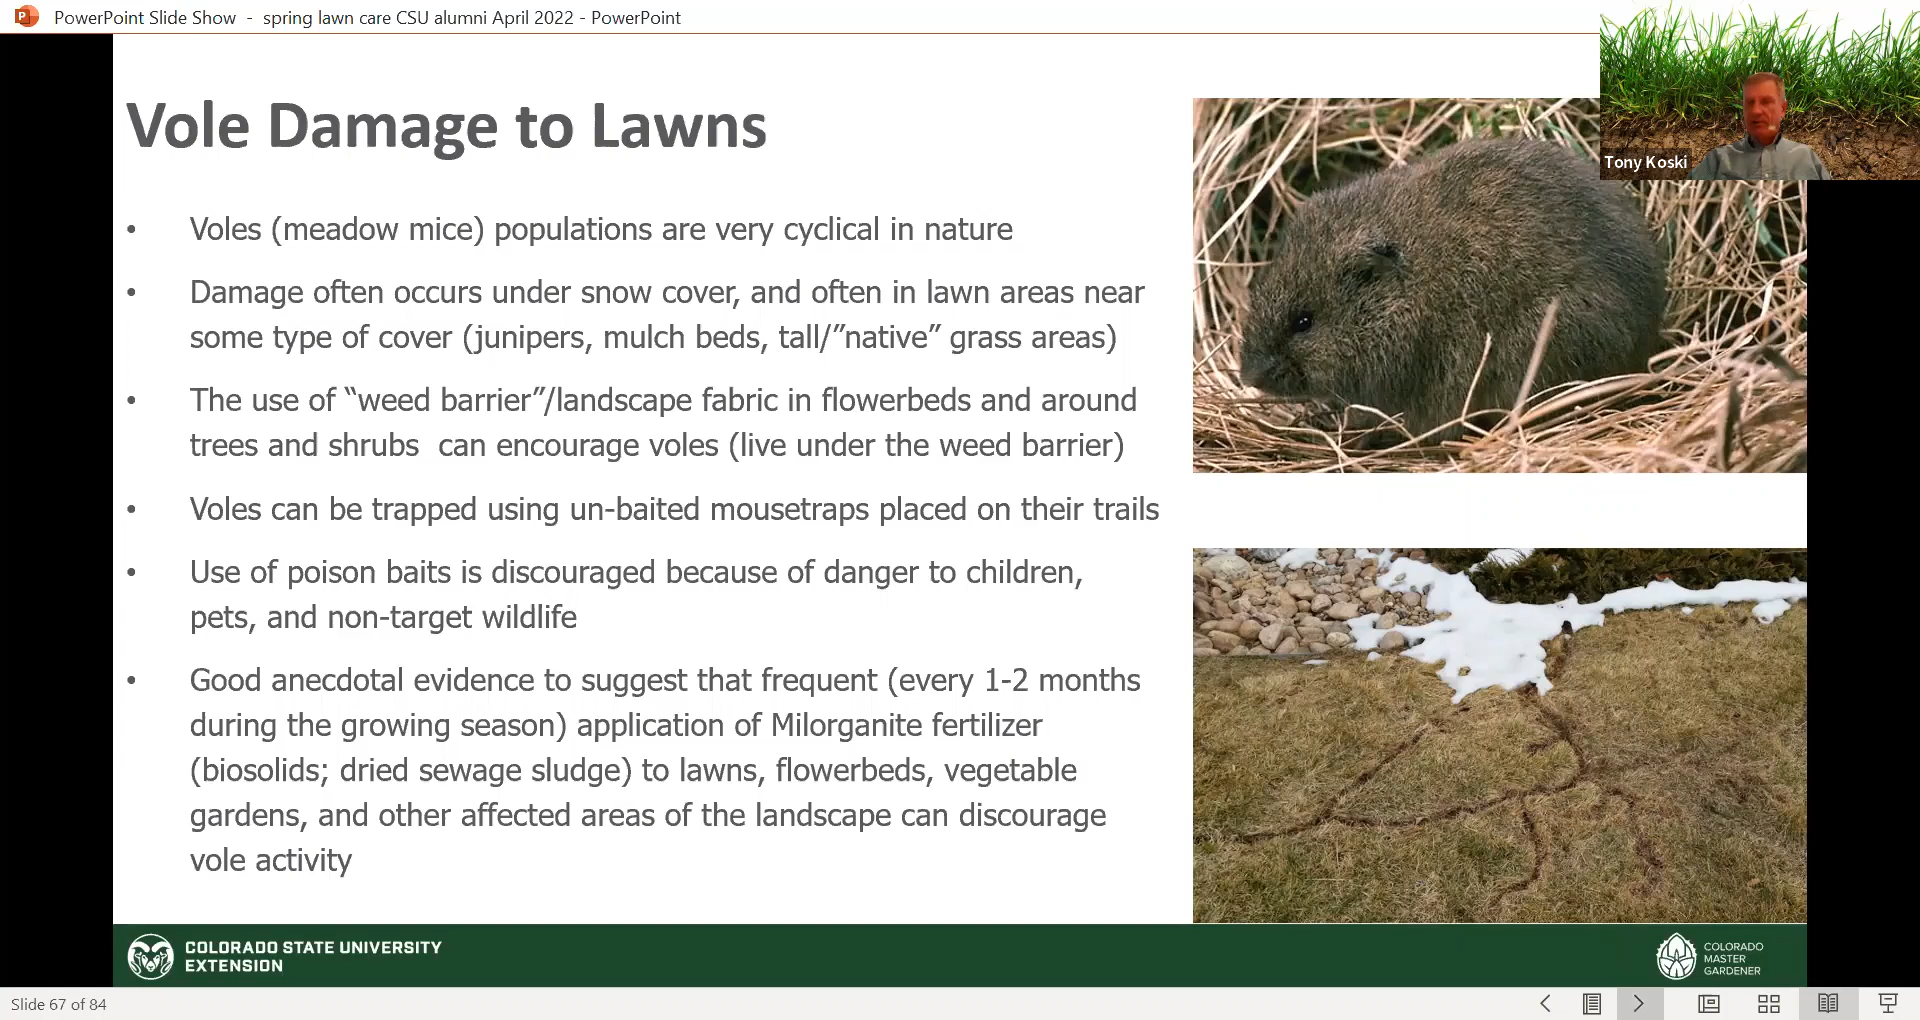 PowerPoint Slide Show - spring lawn care CSU alumni April 2022 - PowerPoint
Tony Koski
Vole Damage to Lawns
• Voles (meadow mice) populations are very cyclical in nature
• Damage often occurs under snow cover, and often in lawn areas near
some type of cover (junipers, mulch beds, tall/”native” grass areas)
• The use of “weed barrier”/landscape fabric in flowerbeds and around
trees and shrubs can encourage voles (live under the weed barrier)
• Voles can be trapped using un-baited mousetraps placed on their trails
• Use of poison baits is discouraged because of danger to children,
pets, and non-target wildlife
• Good anecdotal evidence to suggest that frequent (every 1-2 months
during the growing season) application of Milorganite fertilizer
(biosolids; dried sewage sludge) to lawns, flowerbeds, vegetable
gardens, and other affected areas of the landscape can discourage
vole activity
COLORADO STATE UNIVERSITY
EXTENSION
COLORADO
MASTER
GARDENER
Slide 67 of 84